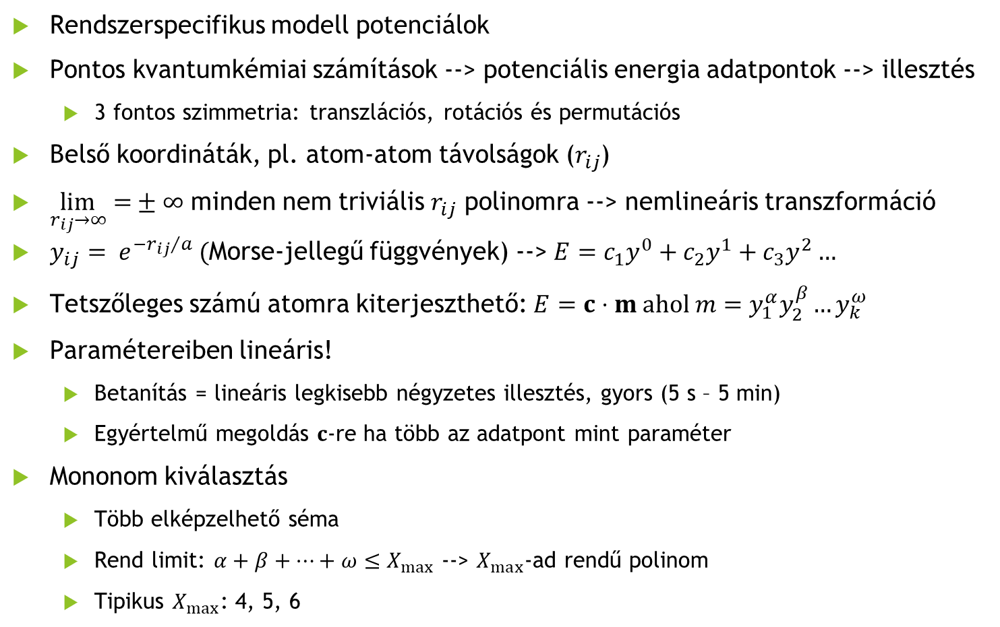 Rendszerspecifikus modell potenciálok
Pontos kvantumkémiai számítások --> potenciális energia adatpontok --> illesztés
3 fontos szimmetria: transzlációs, rotációs és permutációs
Belső koordináták, pl. atom-atom távolságok ($r_{ij}$)
$\lim_{r_{ij}\to\infty} = \pm\infty$ minden nem triviális $r_{ij}$ polinomra --> nemlineáris transzformáció
$y_{ij} = e^{-r_{ij}/a}$ (Morse-jellegű függvények) --> $E = c_1y^0 + c_2y^1 + c_3y^2 …$
Tetszőleges számú atomra kiterjeszthető: $E = \mathbf{c} \cdot \mathbf{m}$ ahol $m = y_1^{\alpha}y_2^{\beta} … y_k^{\omega}$
Paramétereiben lineáris!
Betanítás = lineáris legkisebb négyzetes illesztés, gyors (5 s – 5 min)
Egyértelmű megoldás $\mathbf{c}$-re ha több az adatpont mint paraméter
Mononom kiválasztás
Több elképzelhető séma
Rend limit: $\alpha + \beta + \cdots + \omega \leq X_{\max}$ --> $X_{\max}$-ad rendű polinom
Tipikus $X_{\max}$: 4, 5, 6